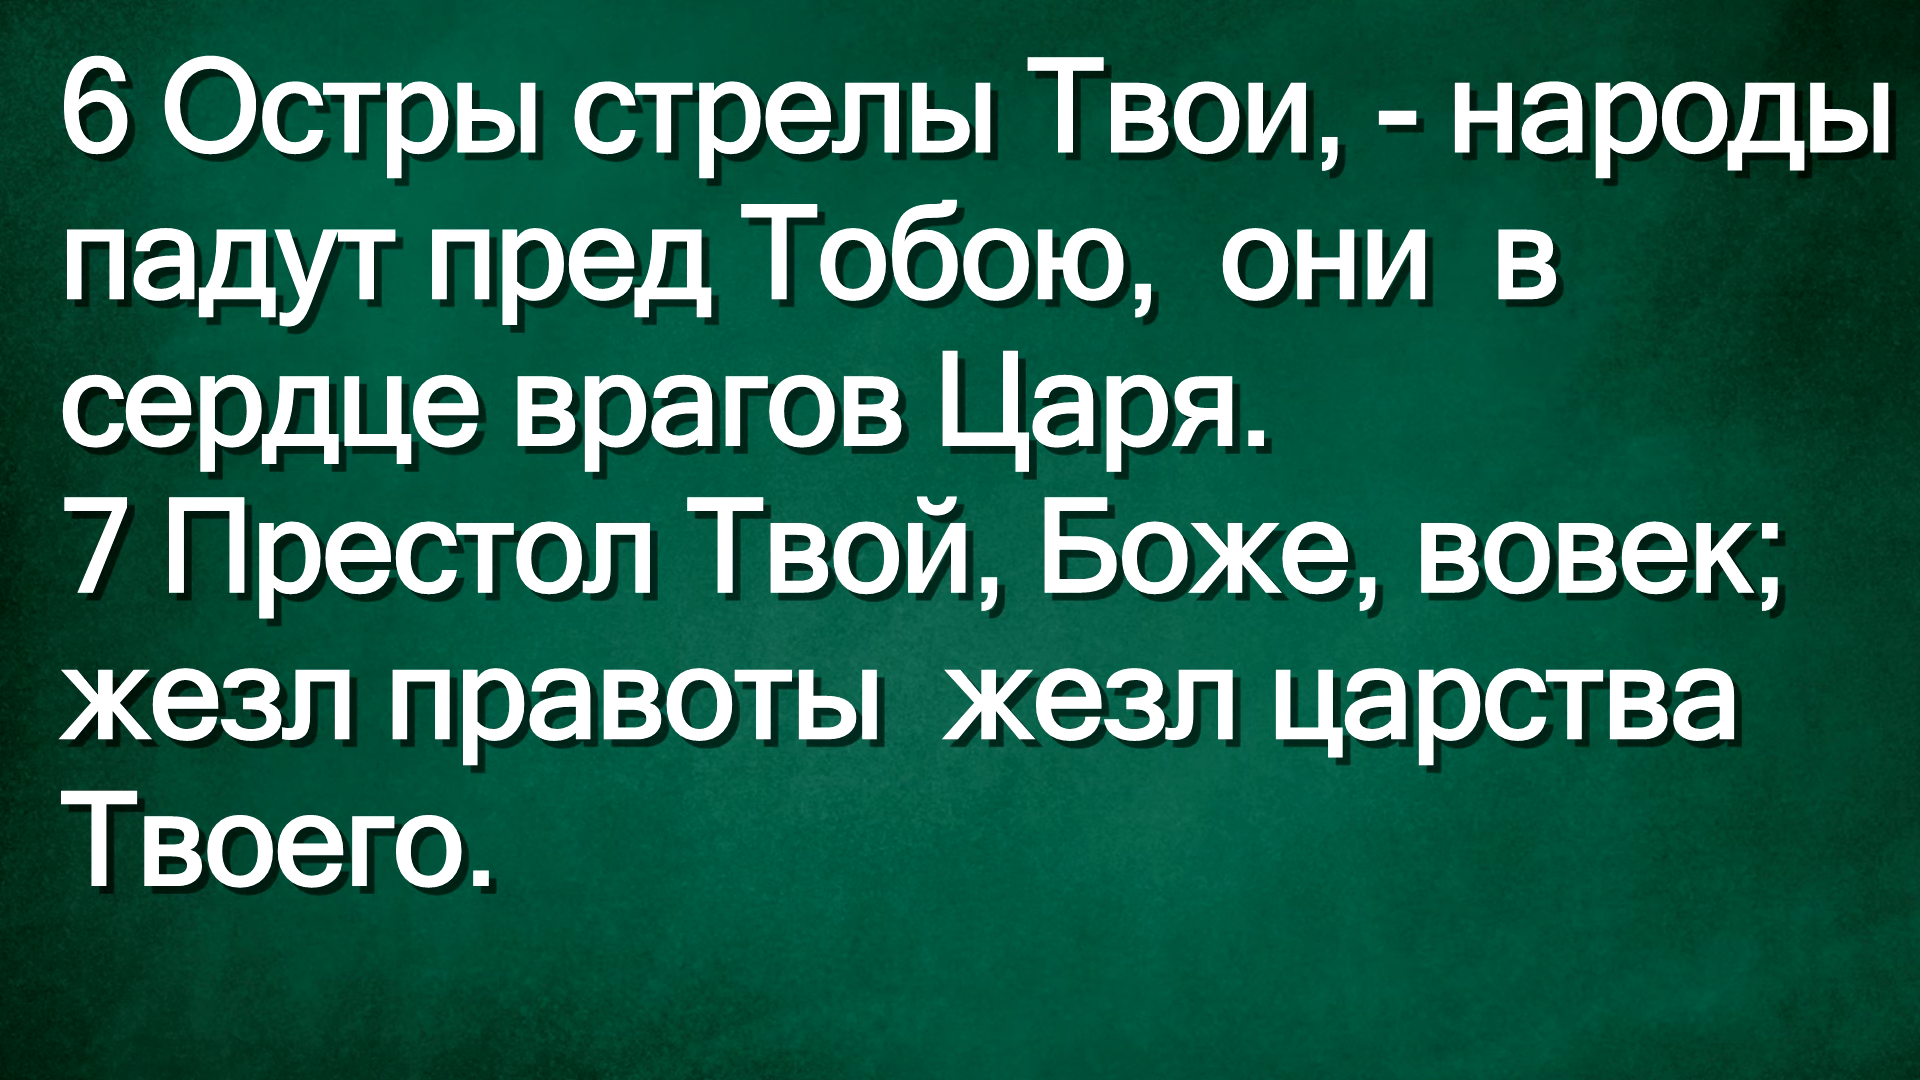 6 Остры стрелы Твои, - народы
падут пред Тобою,  они  в
сердце врагов Царя.
7 Престол Твой, Боже, вовек;
жезл правоты  жезл царства
Твоего.